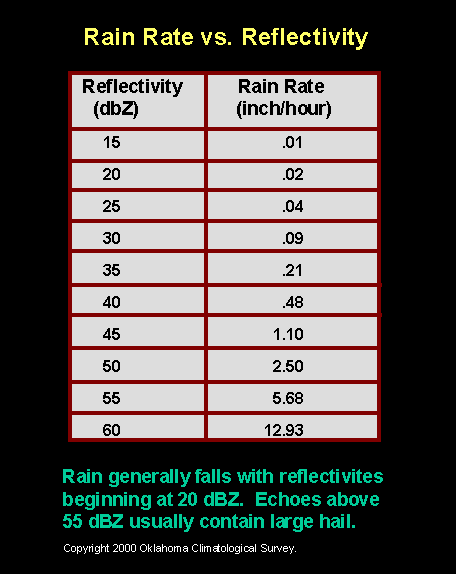 Rain Rate vs. Reflectivity
Reflectivity Rain Rate
(dbZ) (inch/hour)
15 .01
20 .02
25 .04
30 .09
35 .21
40 .48
45 1.10
50 2.50
55 5.68
60 12.93
Rain generally falls with reflectivites
beginning at 20 dBZ. Echoes above
55 dBZ usually contain large hail.
Copyright 2000 Oklahoma Climatological Survey.